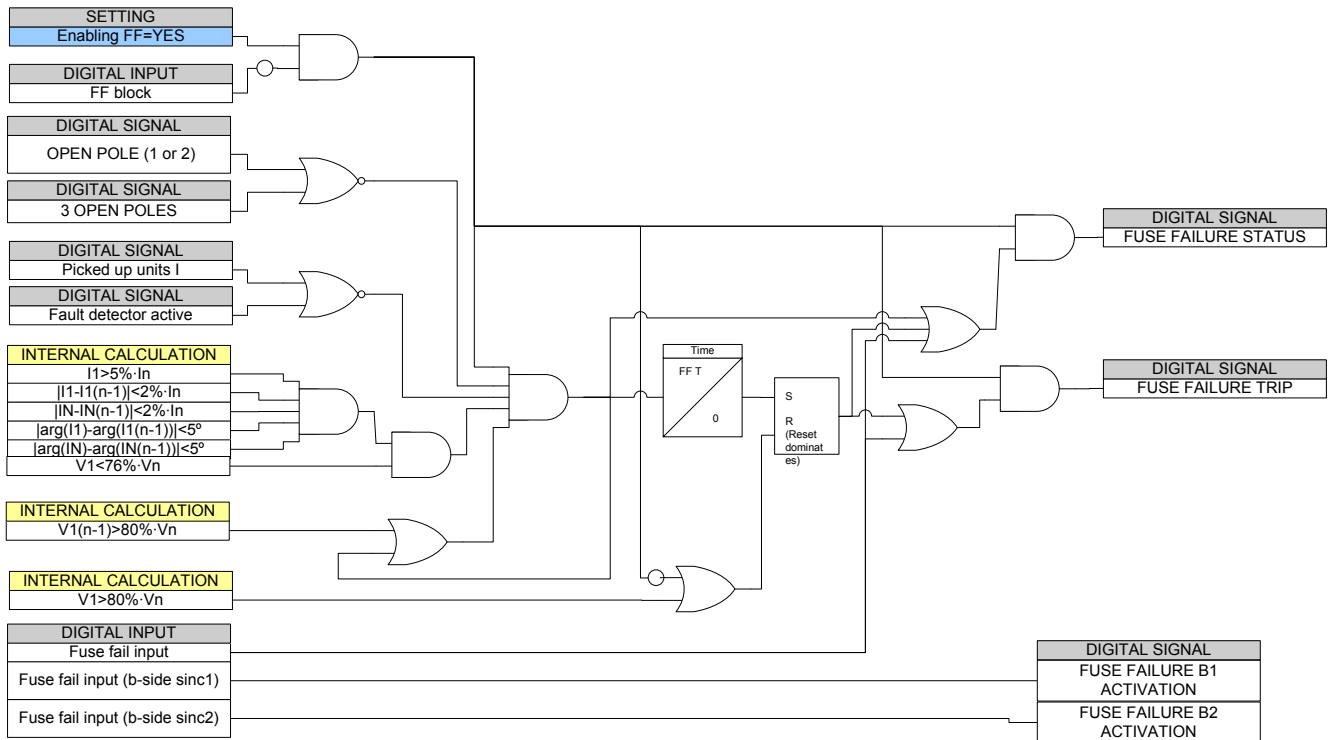 SETTING
Enabling FF=YES
DIGITAL INPUT
FF block
DIGITAL SIGNAL
OPEN POLE (1 or 2)
DIGITAL SIGNAL
3 OPEN POLES
DIGITAL SIGNAL
Picked up units I
DIGITAL SIGNAL
Fault detector active
INTERNAL CALCULATION
I1>5%·In
|I1-I1(n-1)|<2%·In
|IN-IN(n-1)|<2%·In
|arg(I1)-arg(I1(n-1))|<5º
|arg(IN)-arg(IN(n-1))|<5º
V1<76%·Vn
INTERNAL CALCULATION
V1(n-1)>80%·Vn
INTERNAL CALCULATION
V1>80%·Vn
DIGITAL INPUT
Fuse fail input
Fuse fail input (b-side sinc1)
Fuse fail input (b-side sinc2)
Time
FF T
0
S
R
(Reset
dominat
es)
DIGITAL SIGNAL
FUSE FAILURE STATUS
DIGITAL SIGNAL
FUSE FAILURE TRIP
DIGITAL SIGNAL
FUSE FAILURE B1
ACTIVATION
FUSE FAILURE B2
ACTIVATION